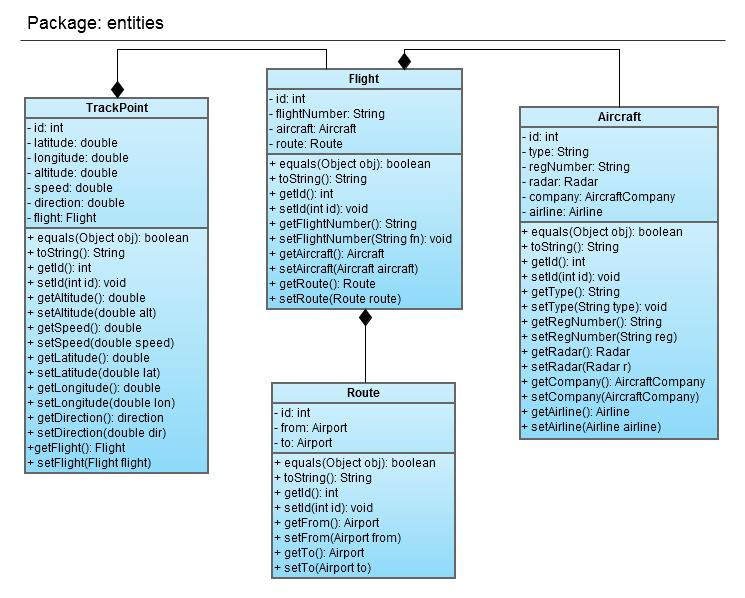 Package: entities
TrackPoint
- id: int
- latitude: double
- longitude: double
- altitude: double
- speed: double
- direction: double
- flight: Flight
+ equals(Object obj): boolean
+ toString(): String
+ getId(): int
+ setId(int id): void
+ getAltitude(): double
+ setAltitude(double alt)
+ getSpeed(): double
+ setSpeed(double speed)
+ getLatitude(): double
+ setLatitude(double lat)
+ getLongitude(): double
+ setLongitude(double lon)
+ getDirection(): direction
+ setDirection(double dir)
+getFlight(): Flight
+ setFlight(Flight flight)
Flight
- id: int
- flightNumber: String
- aircraft: Aircraft
- route: Route
+ equals(Object obj): boolean
+ toString(): String
+ getId(): int
+ setId(int id): void
+ getFlightNumber(): String
+ setFlightNumber(String fn): void
+ getAircraft(): Aircraft
+ setAircraft(Aircraft aircraft)
+ getRoute(): Route
+ setRoute(Route route)
Aircraft
- id: int
- type: String
- regNumber: String
- radar: Radar
- company: AircraftCompany
- airline: Airline
+ equals(Object obj): boolean
+ toString(): String
+ getId(): int
+ setId(int id): void
+ getType(): String
+ setType(String type): void
+ getRegNumber(): String
+ setRegNumber(String reg)
+ getRadar(): Radar
+ setRadar(Radar r)
+ getCompany(): AircraftCompany
+ setCompany(AircraftCompany)
+ getAirline(): Airline
+ setAirline(Airline airline)
Route
- id: int
- from: Airport
- to: Airport
+ equals(Object obj): boolean
+ toString(): String
+ getId(): int
+ setId(int id): void
+ getFrom(): Airport
+ setFrom(Airport from)
+ getTo(): Airport
+ setTo(Airport to)